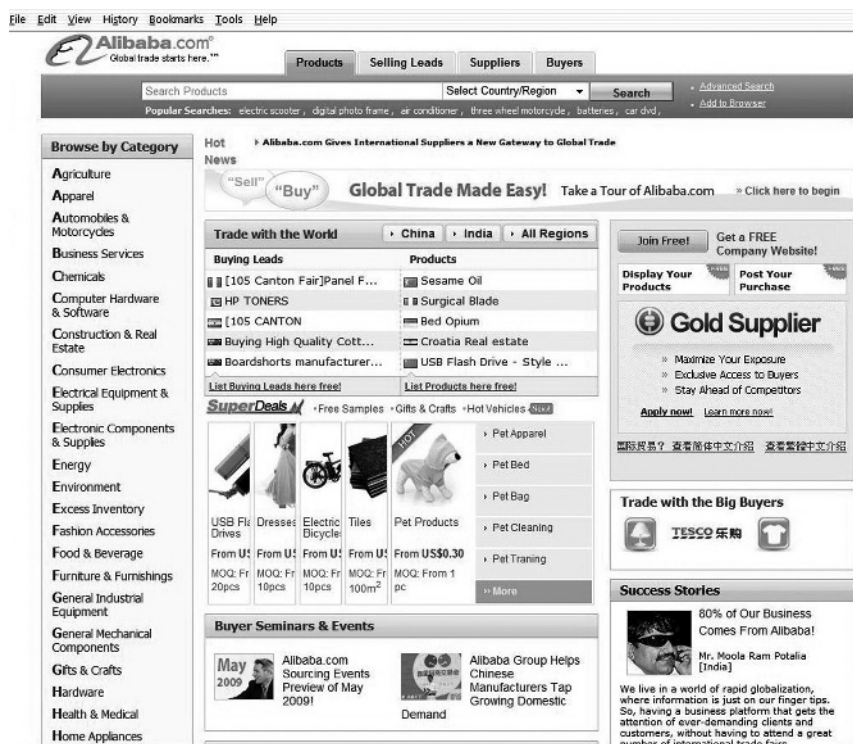 File Edit View History Bookmarks Tools Help
Alibaba.com®
Global trade starts here.™
Products Selling Leads Suppliers Buyers
Search Products Select Country/Region Search
Advanced Search
Popular Searches: electric scooter, digital photo frame, air conditioner, three wheel motorcycle, batteries, car dvd,
Add to Browser
Browse by Category
Agriculture
Apparel
Automobiles &
Motorcycles
Business Services
Chemicals
Computer Hardware
& Software
Construction & Real
Estate
Consumer Electronics
Electrical Equipment &
Supplies
Electronic Components
& Supplies
Energy
Environment
Excess Inventory
Fashion Accessories
Food & Beverage
Furniture & Furnishings
General Industrial
Equipment
General Mechanical
Components
Gifts & Crafts
Hardware
Health & Medical
Home Appliances
Hot
News
Alibaba.com Gives International Suppliers a New Gateway to Global Trade
"Sell" "Buy" Global Trade Made Easy! Take a Tour of Alibaba.com » Click here to begin
Trade with the World China India All Regions
Buying Leads
[105 Canton Fair]Panel F...
HP TONERS
[105 CANTON
Buying High Quality Cott...
Boardshorts manufacturer...
List Buying Leads here free!
Products
Sesame Oil
Surgical Blade
Bed Opium
Croatia Real estate
USB Flash Drive - Style ...
List Products here free!
SuperDeals Free Samples Gifts & Crafts Hot Vehicles
USB Fla
Drives
From US
MOQ: Fr
20pcs
Dresses
From US
MOQ: Fr
10pcs
Electric
Bicycle
From US
MOQ: Fr
10pcs
Tiles
From US
MOQ: Fr
100m²
HOT
Pet Products
From US$0.30
MOQ: From 1
pc
Pet Apparel
Pet Bed
Pet Bag
Pet Cleaning
Pet Traning
» More
Buyer Seminars & Events
May
2009
Alibaba.com
Sourcing Events
Preview of May
2009!
Alibaba Group Helps
Chinese
Manufacturers Tap
Growing Domestic
Demand
Join Free!
Get a FREE
Company Website!
Display Your
Products
FREE
Post Your
Purchase
FREE
Gold Supplier
» Maximize Your Exposure
» Exclusive Access to Buyers
» Stay Ahead of Competitors
Apply now! Learn more now!
国际贸易? 查看简体中文介绍 查看繁體中文介绍
Trade with the Big Buyers
TESCO 乐购
Success Stories
80% of Our Business
Comes From Alibaba!
Mr. Moola Ram Potalia
[India]
We live in a world of rapid globalization,
where information is just on our finger tips.
So, having a business platform that gets the
attention of ever-demanding clients and
customers, without having to attend a great
number of international trade fairs